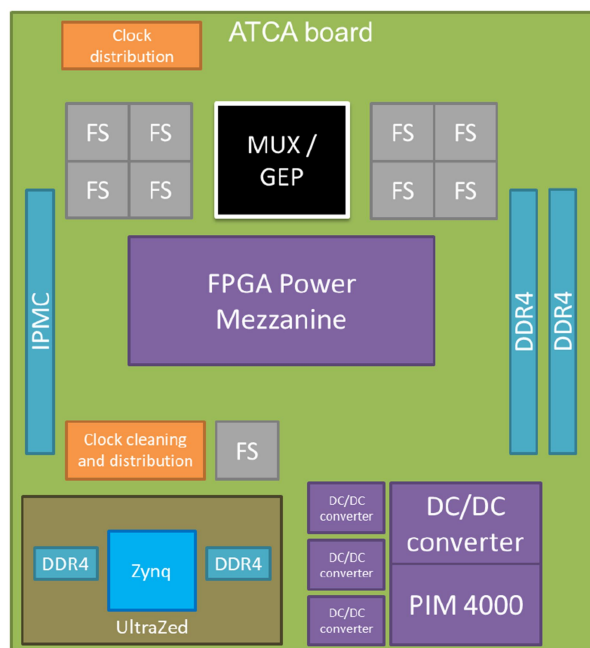 ATCA board
Clock
distribution
FS FS
FS FS
MUX /
GEP
FS FS
FS FS
IPMC
FPGA Power
Mezzanine
DDR4
DDR4
Clock cleaning
and distribution
FS
DDR4
Zynq
DDR4
UltraZed
DC/DC
converter
DC/DC
converter
DC/DC
converter
DC/DC
converter
PIM 4000